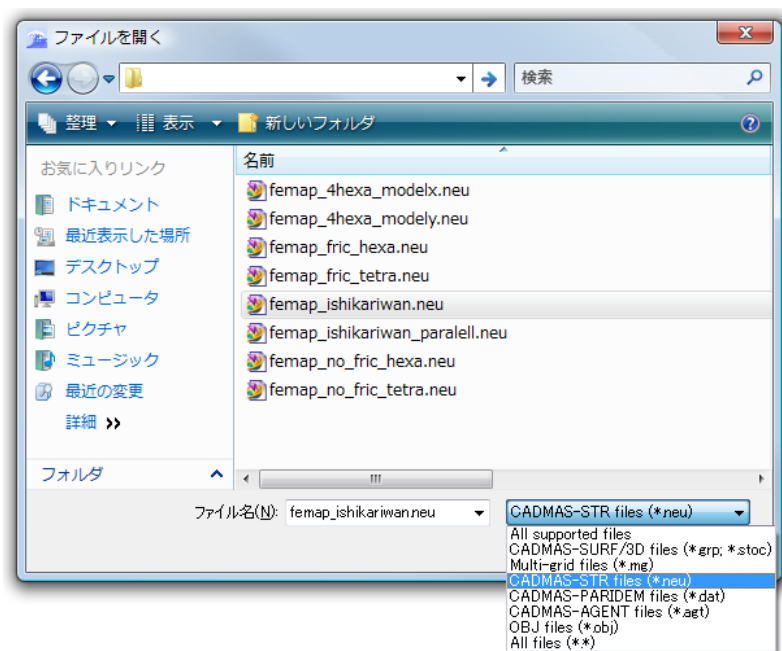 ファイルを開く
検索
整理 表示 新しいフォルダ
お気に入りリンク
ドキュメント
最近表示した場所
デスクトップ
コンピュータ
ピクチャ
ミュージック
最近の変更
詳細 >>
フォルダ
名前
femap_4hexa_modelx.neu
femap_4hexa_modely.neu
femap_fric_hexa.neu
femap_fric_tetra.neu
femap_ishikariwan.neu
femap_ishikariwan_paralell.neu
femap_no_fric_hexa.neu
femap_no_fric_tetra.neu
ファイル名(N): femap_ishikariwan.neu CADMAS-STR files (*.neu)
All supported files
CADMAS-SURF/3D files (*.grp; *.stoc)
Multi-grid files (*.mg)
CADMAS-STR files (*.neu)
CADMAS-PARIDEM files (*.dat)
CADMAS-AGENT files (*.agt)
OBJ files (*.obj)
All files (*.*)